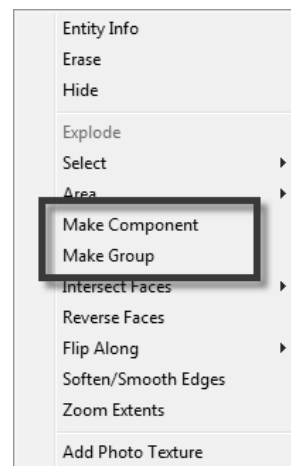 Entity Info
Erase
Hide
Explode
Select
Area
Make Component
Make Group
Intersect Faces
Reverse Faces
Flip Along
Soften/Smooth Edges
Zoom Extents
Add Photo Texture